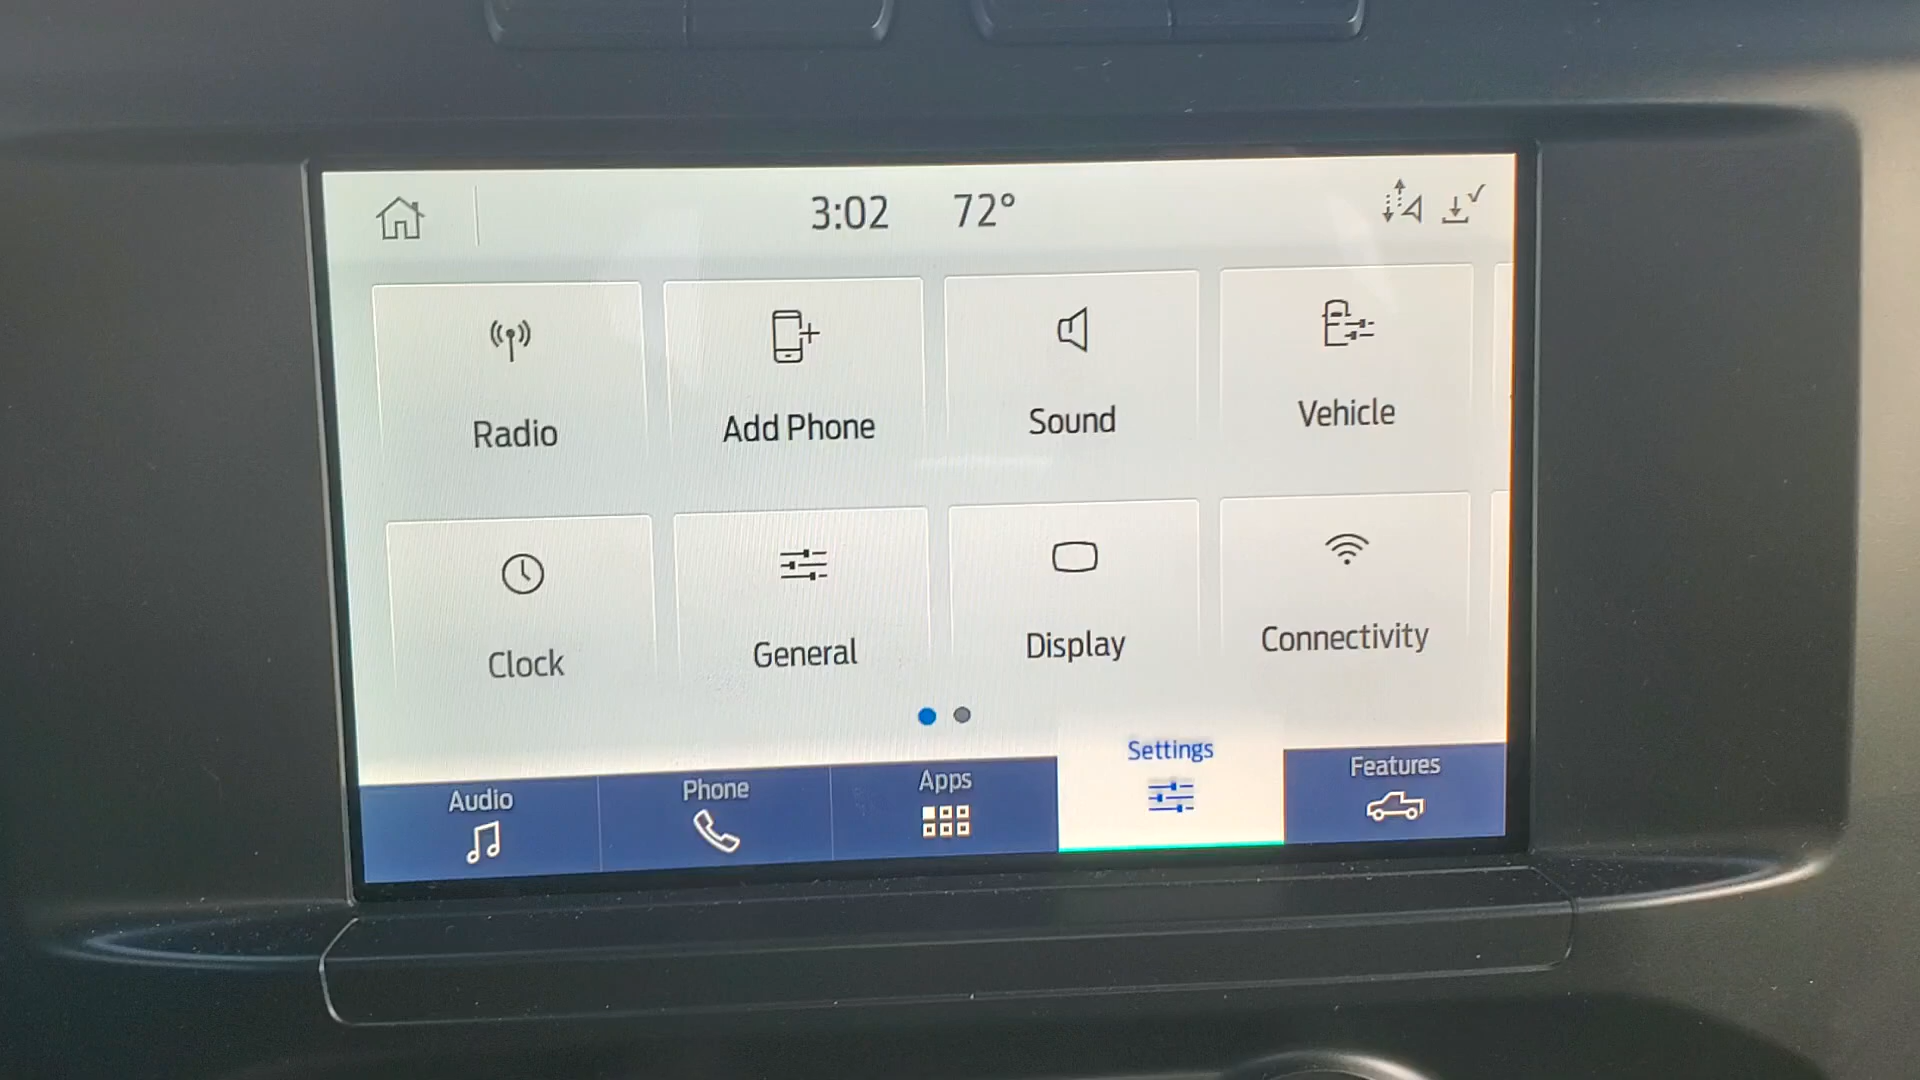 3:02 72°
Radio
Add Phone
Sound
Vehicle
Clock
General
Display
Connectivity
Audio
Phone
Apps
Settings
Features